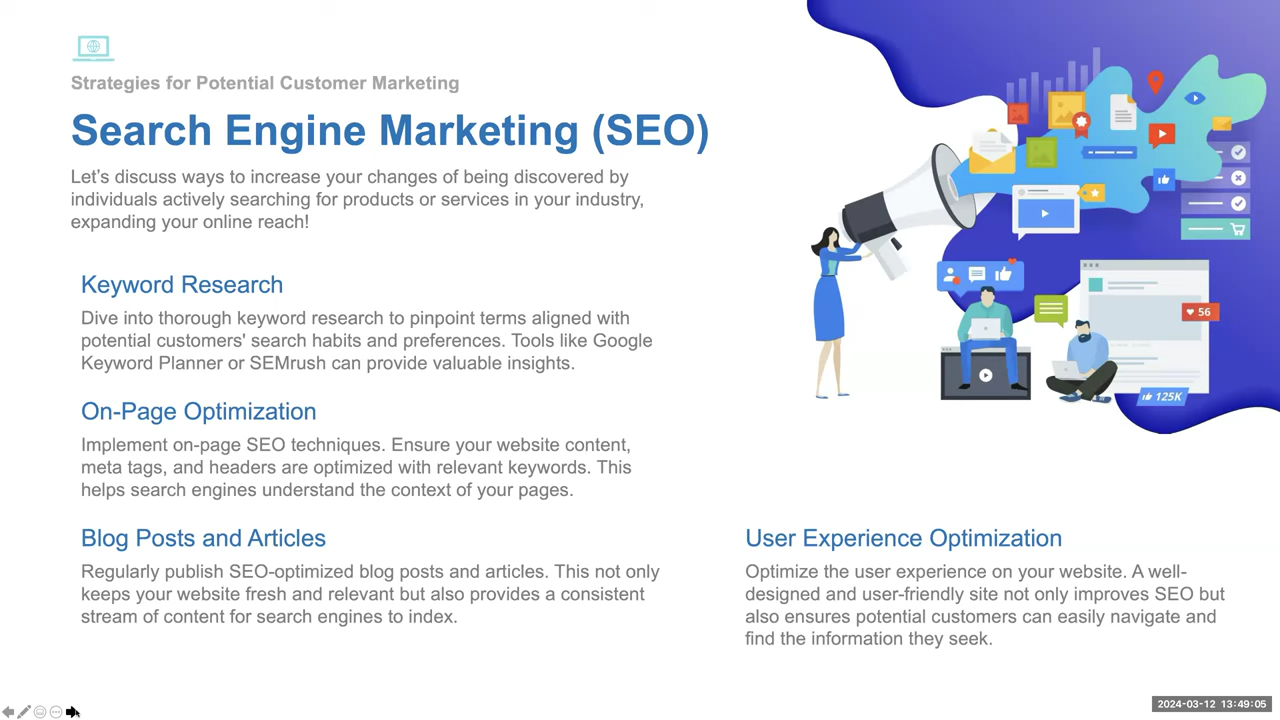 Strategies for Potential Customer Marketing
Search Engine Marketing (SEO)
Let's discuss ways to increase your changes of being discovered by
individuals actively searching for products or services in your industry,
expanding your online reach!
Keyword Research
Dive into thorough keyword research to pinpoint terms aligned with
potential customers' search habits and preferences. Tools like Google
Keyword Planner or SEMrush can provide valuable insights.
On-Page Optimization
Implement on-page SEO techniques. Ensure your website content,
meta tags, and headers are optimized with relevant keywords. This
helps search engines understand the context of your pages.
Blog Posts and Articles
Regularly publish SEO-optimized blog posts and articles. This not only
keeps your website fresh and relevant but also provides a consistent
stream of content for search engines to index.
56
125K
User Experience Optimization
Optimize the user experience on your website. A well-
designed and user-friendly site not only improves SEO but
also ensures potential customers can easily navigate and
find the information they seek.
2024-03-12 13:49:05